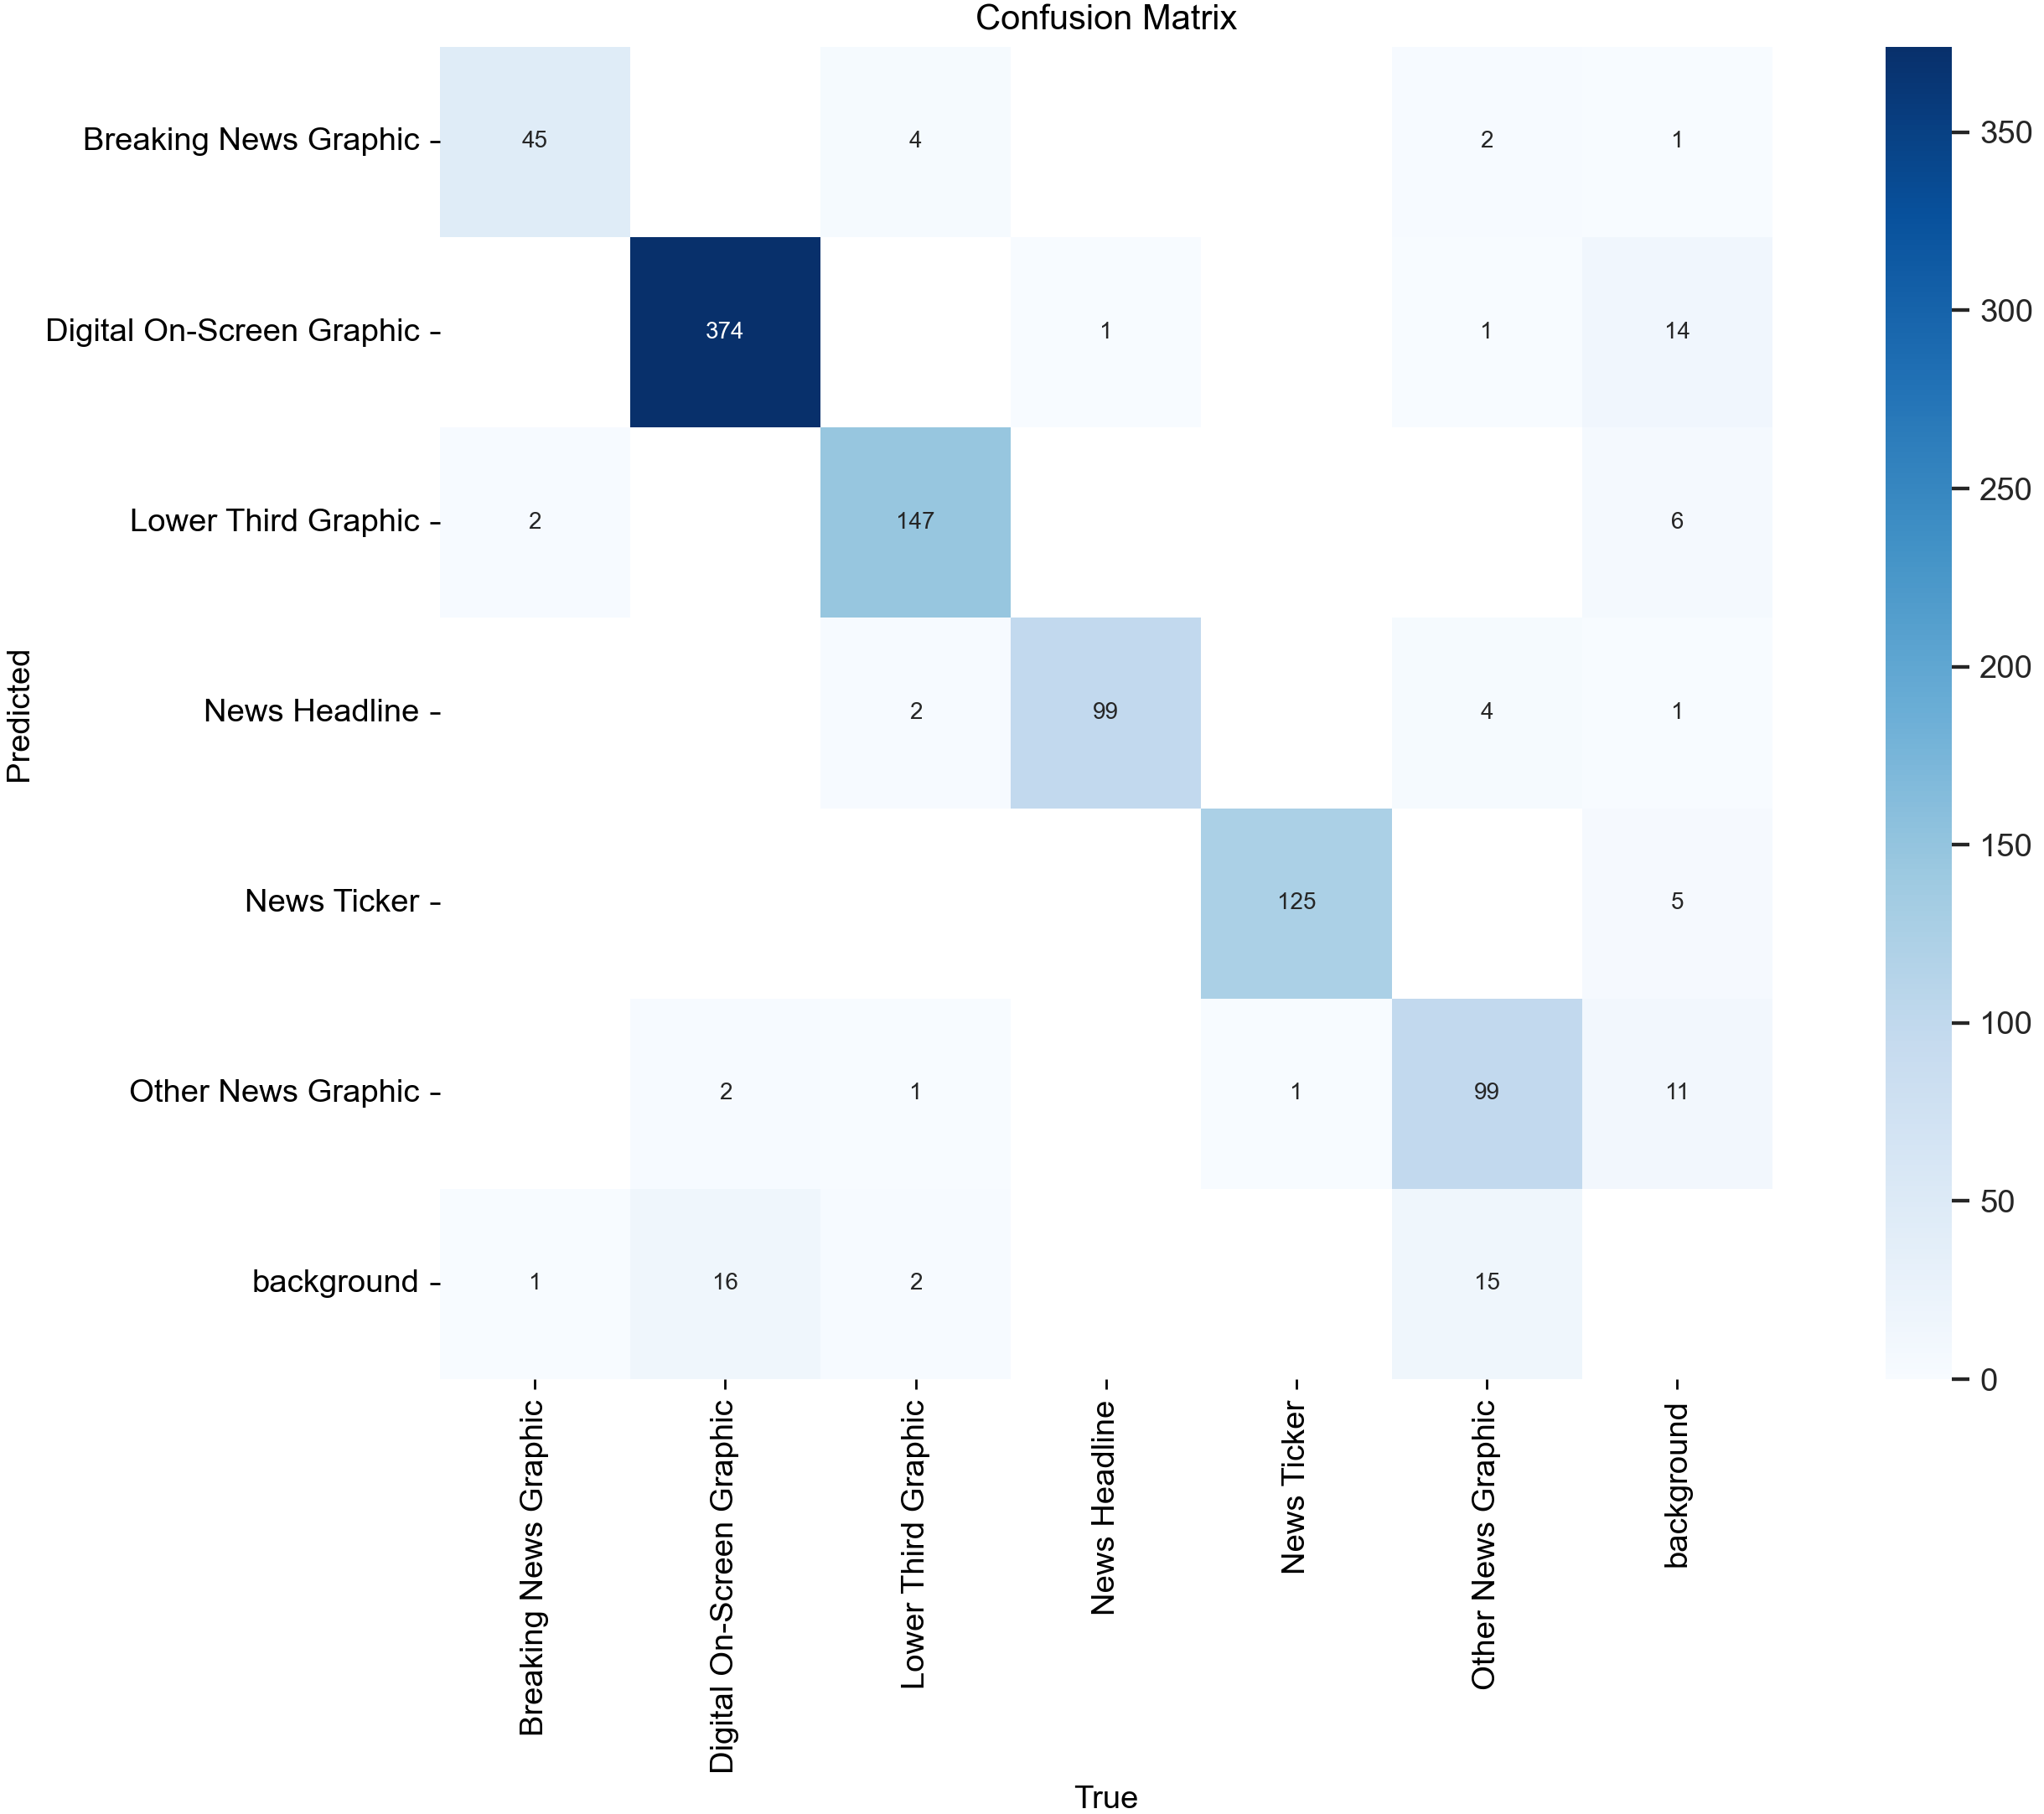 Confusion Matrix
Breaking News Graphic 45 4 2 1
Digital On-Screen Graphic 374 1 1 14
Lower Third Graphic 2 147 6
News Headline 2 99 4 1
News Ticker 125 5
Other News Graphic 2 1 1 99 11
background 1 16 2 15
Predicted
Breaking News Graphic
Digital On-Screen Graphic
Lower Third Graphic
News Headline
News Ticker
Other News Graphic
background
True
350
300
250
200
150
100
50
0